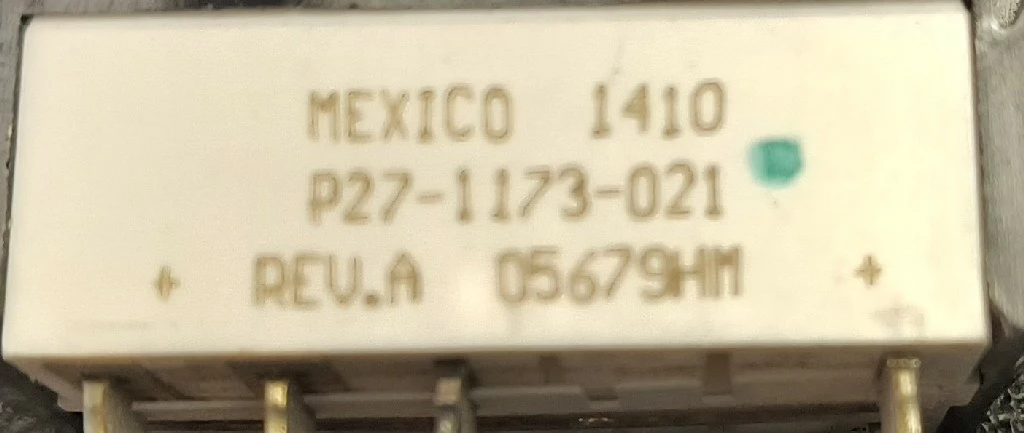 MEXICO 1410
P27-1173-021
+ REV.A 05679HM +